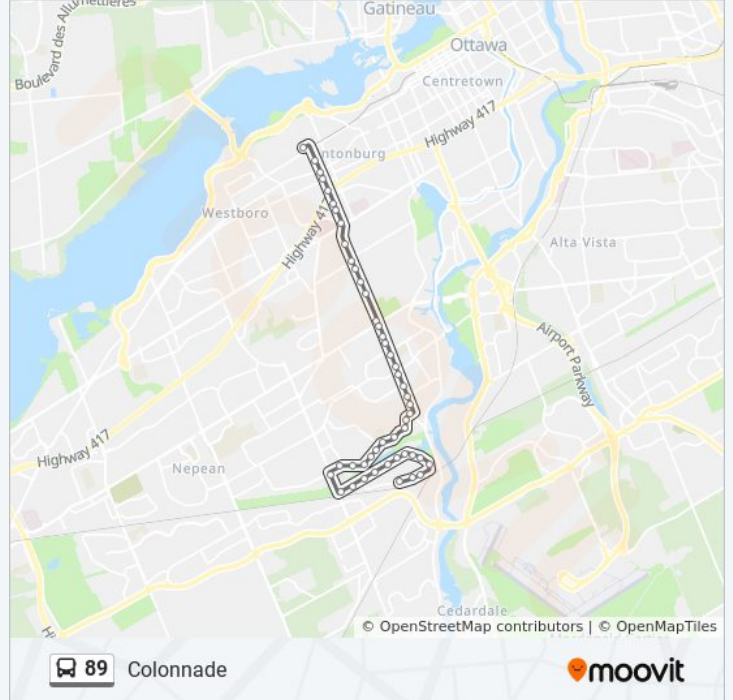 Gatineau
Boulevard des Allumettières
Ottawa
Centretown
Highway 417
ntonburg
Westboro
Highway 417
Alta Vista
Airport Parkway
Highway 417
Nepean
Cedardale
© OpenStreetMap contributors | © OpenMapTiles
89 Colonnade
moovit